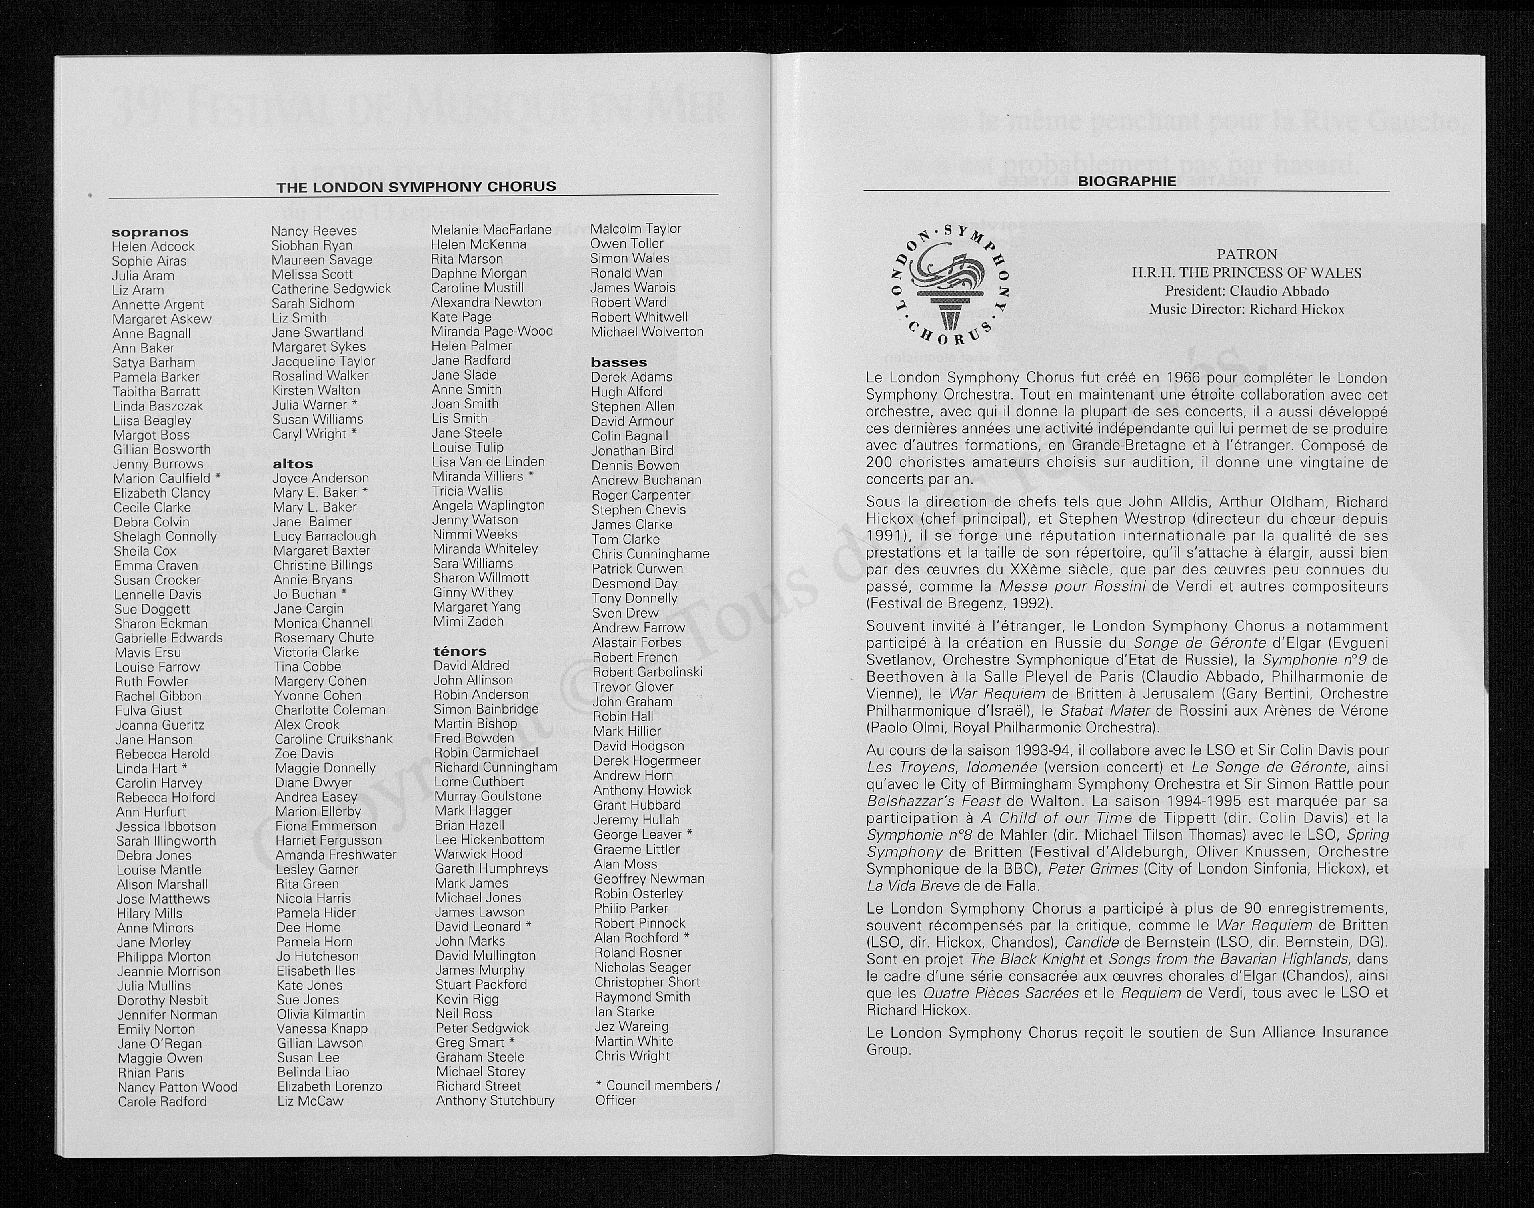 THE LONDON SYMPHONY CHORUS
sopranos
Helen Adcock
Sophie Airas
Julia Aram
Liz Aram
Annette Argent
Margaret Askew
Anne Bagnall
Ann Baker
Satya Barham
Pamela Barker
Tabitha Barratt
Linda Baszczak
Liisa Beagley
Margot Boss
Gillian Bosworth
Jenny Burrows
Marion Caulfield *
Elizabeth Clancy
Cecile Clarke
Debra Colvin
Shelagh Connolly
Sheila Cox
Emma Craven
Susan Crocker
Lennelle Davis
Sue Doggett
Sharon Eckman
Gabrielle Edwards
Mavis Ersu
Louise Farrow
Ruth Fowler
Rachel Gibbon
Fulva Giust
Joanna Gueritz
Jane Hanson
Rebecca Harold
Linda Hart *
Carolin Harvey
Rebecca Holford
Ann Hurfurt
Jessica Ibbotson
Sarah Illingworth
Debra Jones
Louise Mantle
Alison Marshall
Jose Matthews
Hilary Mills
Anne Minors
Jane Morley
Philippa Morton
Jeannie Morrison
Julia Mullins
Dorothy Nesbit
Jennifer Norman
Emily Norton
Jane O'Regan
Maggie Owen
Rhian Paris
Nancy Patton Wood
Carole Radford
Nancy Reeves
Siobhan Ryan
Maureen Savage
Melissa Scott
Catherine Sedgwick
Sarah Sidhom
Liz Smith
Jane Swartland
Margaret Sykes
Jacqueline Taylor
Rosalind Walker
Kirsten Walton
Julia Warner *
Susan Williams
Caryl Wright *
altos
Joyce Anderson
Mary E. Baker *
Mary L. Baker
Jane Balmer
Lucy Barraclough
Margaret Baxter
Christine Billings
Annie Bryans
Jo Buchan *
Jane Cargin
Monica Channell
Rosemary Chute
Victoria Clarke
Tina Cobbe
Margery Cohen
Yvonne Cohen
Charlotte Coleman
Alex Crook
Caroline Cruikshank
Zoe Davis
Maggie Donnelly
Diane Dwyer
Andrea Easey
Marion Ellerby
Fiona Emmerson
Harriet Fergusson
Amanda Freshwater
Lesley Garner
Rita Green
Nicola Harris
Pamela Hider
Dee Home
Pamela Horn
Jo Hutcheson
Elisabeth Iles
Kate Jones
Sue Jones
Olivia Kilmartin
Vanessa Knapp
Gillian Lawson
Susan Lee
Belinda Liao
Elizabeth Lorenzo
Liz McCaw
Melanie MacFarlane
Helen McKenna
Rita Marson
Daphne Morgan
Caroline Mustill
Alexandra Newton
Kate Page
Miranda Page-Wood
Helen Palmer
Jane Radford
Jane Slade
Anne Smith
Joan Smith
Lis Smith
Jane Steele
Louise Tulip
Lisa Van de Linden
Miranda Villiers *
Tricia Wallis
Angela Waplington
Jenny Watson
Nimmi Weeks
Miranda Whiteley
Sara Williams
Sharon Willmott
Ginny Withey
Margaret Yang
Mimi Zadeh
ténors
David Aldred
John Allinson
Robin Anderson
Simon Bainbridge
Martin Bishop
Fred Bowden
Robin Carmichael
Richard Cunningham
Lorne Cuthbert
Murray Goulstone
Mark Hagger
Brian Hazell
Lee Hickenbottom
Warwick Hood
Gareth Humphreys
Mark James
Michael Jones
James Lawson
David Leonard *
John Marks
David Mullington
James Murphy
Stuart Packford
Kevin Rigg
Neil Ross
Peter Sedgwick
Greg Smart *
Graham Steele
Michael Storey
Richard Street
Anthony Stutchbury
Malcolm Taylor
Owen Toller
Simon Wales
Ronald Wan
James Warbis
Robert Ward
Robert Whitwell
Michael Wolverton
basses
Derek Adams
Hugh Alford
Stephen Allen
David Armour
Colin Bagnall
Jonathan Bird
Dennis Bowen
Andrew Buchanan
Roger Carpenter
Stephen Chevis
James Clarke
Tom Clarke
Chris Cunninghame
Patrick Curwen
Desmond Day
Tony Donnelly
Sven Drew
Andrew Farrow
Alastair Forbes
Robert French
Robert Garbolinski
Trevor Glover
John Graham
Robin Hall
Mark Hillier
David Hodgson
Derek Hogermeer
Andrew Horn
Anthony Howick
Grant Hubbard
Jeremy Hullah
George Leaver *
Graeme Littler
Alan Moss
Geoffrey Newman
Robin Osterley
Philip Parker
Robert Pinnock
Alan Rochford *
Roland Rosner
Nicholas Seager
Christopher Short
Raymond Smith
Ian Starke
Jez Wareing
Martin White
Chris Wright
* Council members /
Officer
BIOGRAPHIE
LONDON · SYMPHONY · CHORUS ·
PATRON
H.R.H. THE PRINCESS OF WALES
President: Claudio Abbado
Music Director: Richard Hickox
Le London Symphony Chorus fut créé en 1966 pour compléter le London
Symphony Orchestra. Tout en maintenant une étroite collaboration avec cet
orchestre, avec qui il donne la plupart de ses concerts, il a aussi développé
ces dernières années une activité indépendante qui lui permet de se produire
avec d'autres formations, en Grande-Bretagne et à l'étranger. Composé de
200 choristes amateurs choisis sur audition, il donne une vingtaine de
concerts par an.
Sous la direction de chefs tels que John Alldis, Arthur Oldham, Richard
Hickox (chef principal), et Stephen Westrop (directeur du chœur depuis
1991), il se forge une réputation internationale par la qualité de ses
prestations et la taille de son répertoire, qu'il s'attache à élargir, aussi bien
par des œuvres du XXème siècle, que par des œuvres peu connues du
passé, comme la Messe pour Rossini de Verdi et autres compositeurs
(Festival de Bregenz, 1992).
Souvent invité à l'étranger, le London Symphony Chorus a notamment
participé à la création en Russie du Songe de Géronte d'Elgar (Evgueni
Svetlanov, Orchestre Symphonique d'Etat de Russie), la Symphonie n°9 de
Beethoven à la Salle Pleyel de Paris (Claudio Abbado, Philharmonie de
Vienne), le War Requiem de Britten à Jerusalem (Gary Bertini, Orchestre
Philharmonique d'Israël), le Stabat Mater de Rossini aux Arènes de Vérone
(Paolo Olmi, Royal Philharmonic Orchestra).
Au cours de la saison 1993-94, il collabore avec le LSO et Sir Colin Davis pour
Les Troyens, Idomenée (version concert) et Le Songe de Géronte, ainsi
qu'avec le City of Birmingham Symphony Orchestra et Sir Simon Rattle pour
Belshazzar's Feast de Walton. La saison 1994-1995 est marquée par sa
participation à A Child of our Time de Tippett (dir. Colin Davis) et la
Symphonie n°8 de Mahler (dir. Michael Tilson Thomas) avec le LSO, Spring
Symphony de Britten (Festival d'Aldeburgh, Oliver Knussen, Orchestre
Symphonique de la BBC), Peter Grimes (City of London Sinfonia, Hickox), et
La Vida Breve de de Falla.
Le London Symphony Chorus a participé à plus de 90 enregistrements,
souvent récompensés par la critique, comme le War Requiem de Britten
(LSO, dir. Hickox, Chandos), Candide de Bernstein (LSO, dir. Bernstein, DG).
Sont en projet The Black Knight et Songs from the Bavarian Highlands, dans
le cadre d'une série consacrée aux œuvres chorales d'Elgar (Chandos), ainsi
que les Quatre Pièces Sacrées et le Requiem de Verdi, tous avec le LSO et
Richard Hickox.
Le London Symphony Chorus reçoit le soutien de Sun Alliance Insurance
Group.